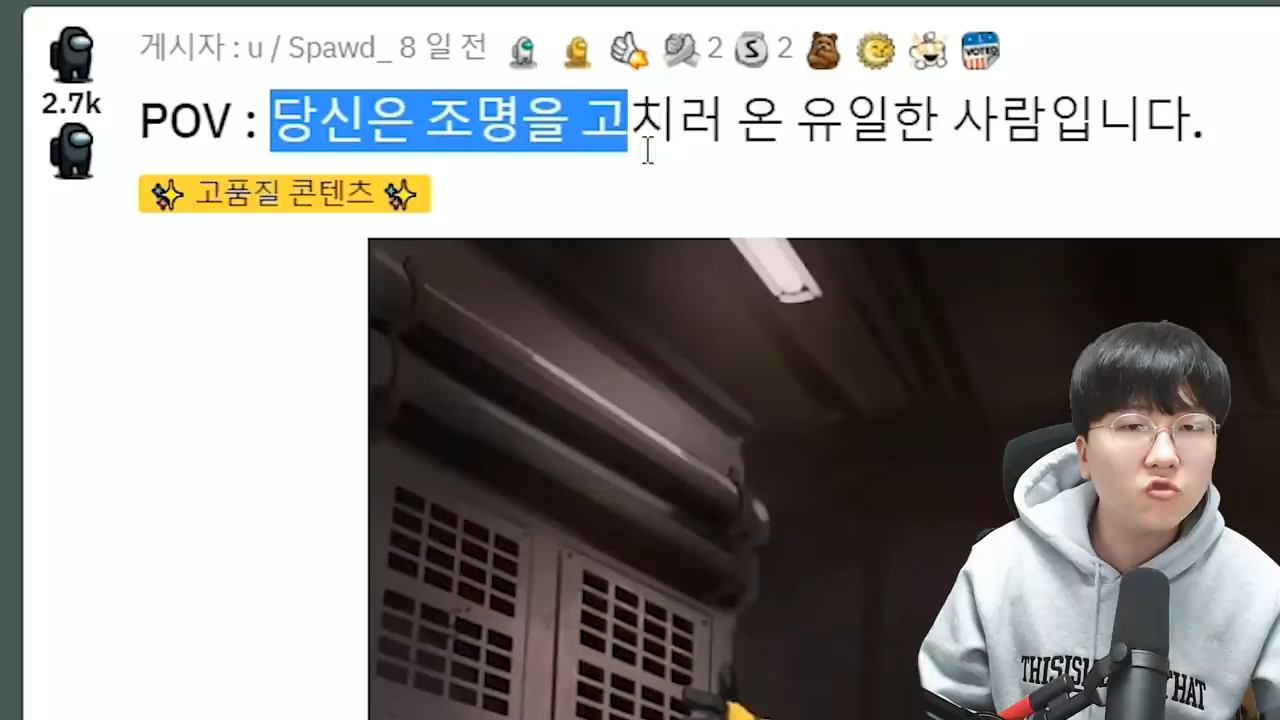 게시자 : u / Spawd_ 8 일 전 2 2
VOTED
2.7k
POV : 당신은 조명을 고치러 온 유일한 사람입니다.
✨ 고품질 콘텐츠 ✨
THISIS THAT